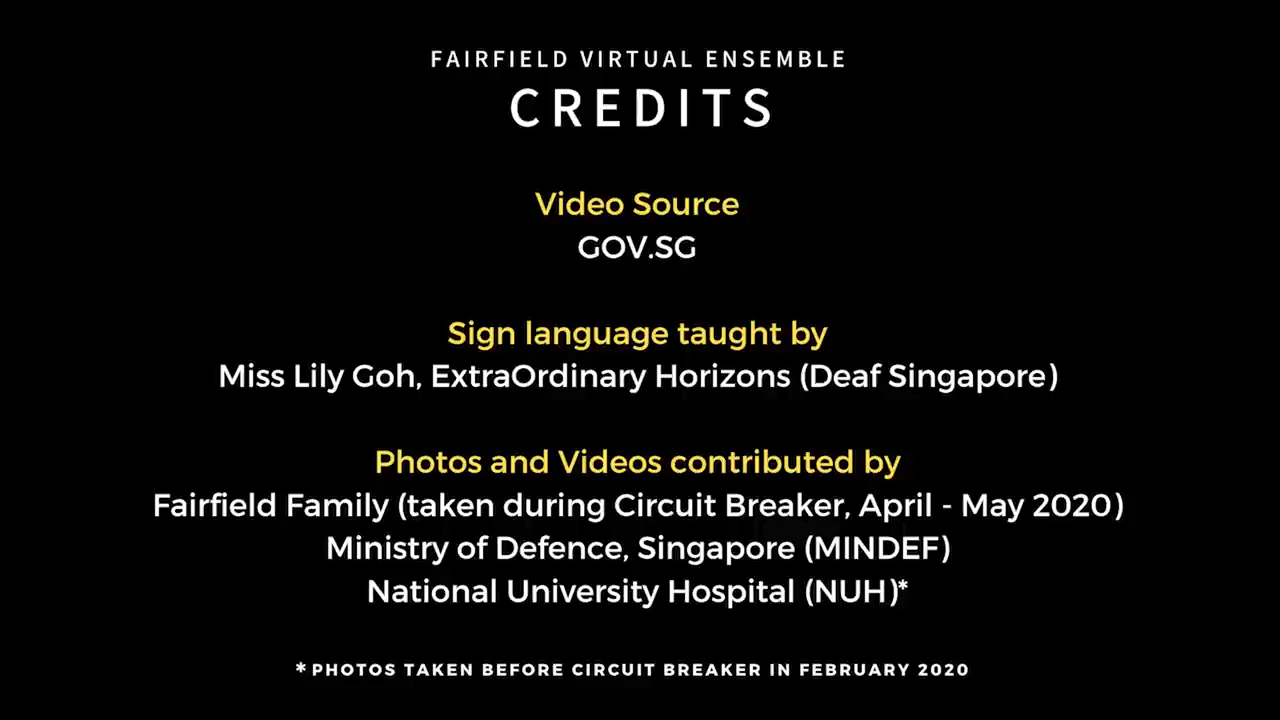 FAIRFIELD VIRTUAL ENSEMBLE
CREDITS
Video Source
GOV.SG
Sign language taught by
Miss Lily Goh, ExtraOrdinary Horizons (Deaf Singapore)
Photos and Videos contributed by
Fairfield Family (taken during Circuit Breaker, April - May 2020)
Ministry of Defence, Singapore (MINDEF)
National University Hospital (NUH)*
*PHOTOS TAKEN BEFORE CIRCUIT BREAKER IN FEBRUARY 2020